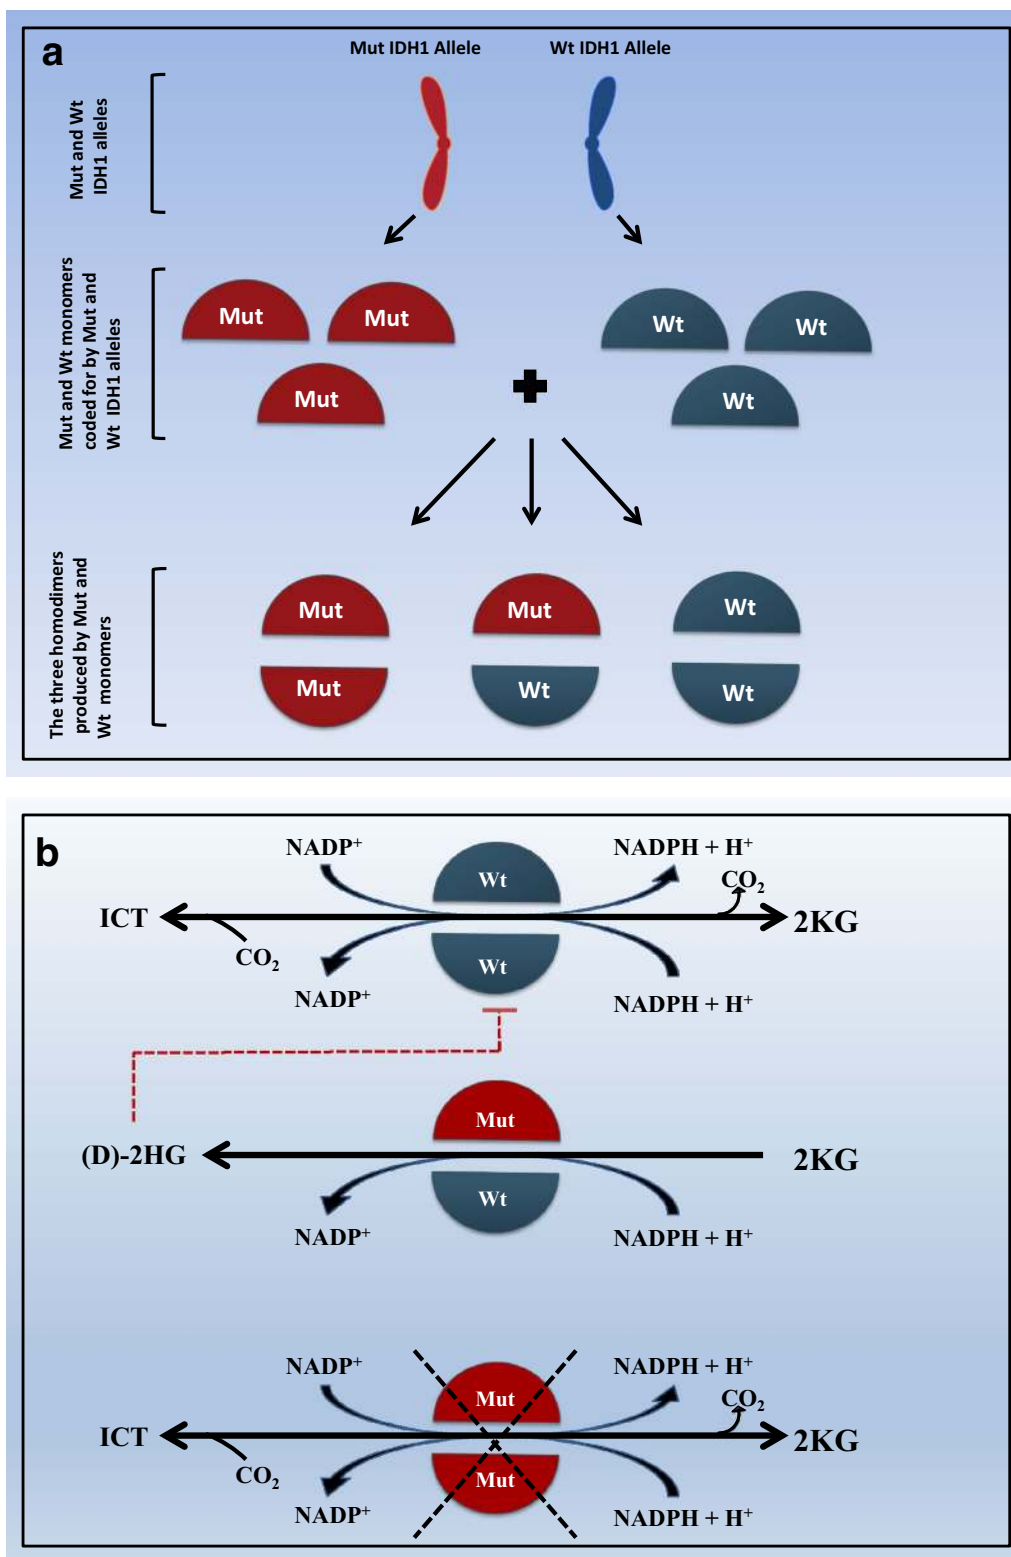 a
Mut IDH1 Allele
Wt IDH1 Allele
Mut and Wt
IDH1 alleles
Mut and Wt monomers
coded for by Mut and
Wt IDH1 alleles
Mut
Mut
Mut
Wt
Wt
Wt
The three homodimers
produced by Mut and
Wt monomers
Mut
Mut
Mut
Wt
Wt
Wt
b
NADP⁺
Wt
NADPH + H⁺
CO₂
ICT
2KG
CO₂
Wt
NADP⁺
NADPH + H⁺
Mut
(D)-2HG
2KG
Wt
NADP⁺
NADPH + H⁺
NADP⁺
Mut
NADPH + H⁺
CO₂
ICT
2KG
CO₂
Mut
NADP⁺
NADPH + H⁺